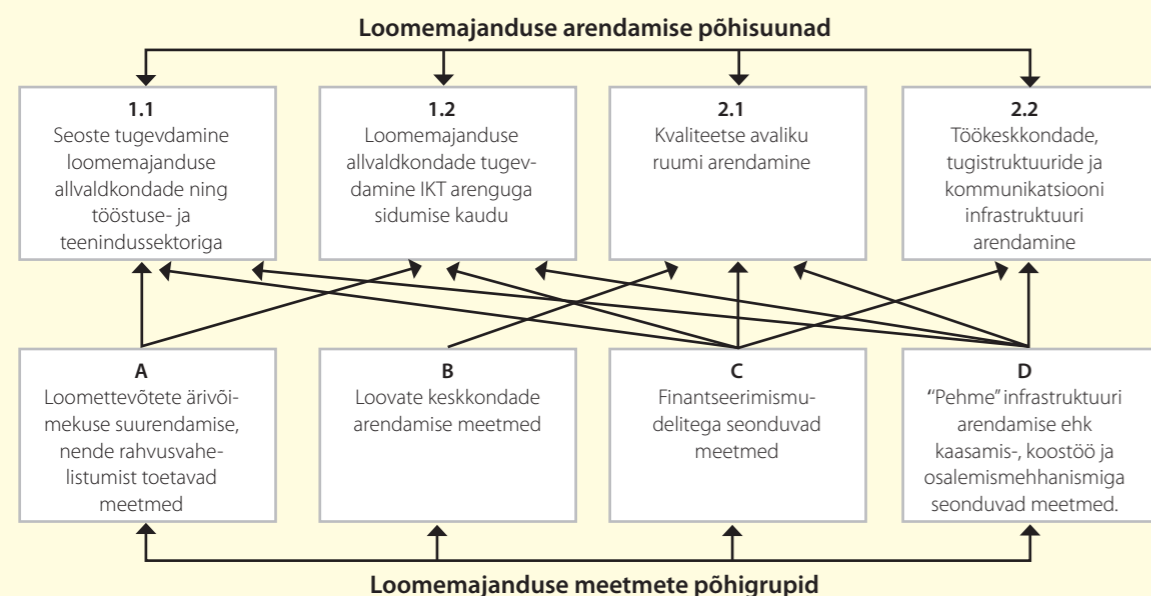 Loomemajanduse arendamise põhisuunad
1.1
Seoste tugevdamine
loomemajanduse
allvaldkondade ning
tööstuse- ja
teenindussektoriga
1.2
Loomemajanduse
allvaldkondade tugev-
damine IKT arenguga
sidumise kaudu
2.1
Kvaliteetse avaliku
ruumi arendamine
2.2
Töökeskkondade,
tugistruktuuride ja
kommunikatsiooni
infrastruktuuri
arendamine
A
Loomettevõtete ärivõi-
mekuse suurendamise,
nende rahvusvahe-
listumist toetavad
meetmed
B
Loovate keskkondade
arendamise meetmed
C
Finantseerimismu-
delitega seonduvad
meetmed
D
“Pehme” infrastruktuuri
arendamise ehk
kaasamis-, koostöö ja
osalemismehhanismiga
seonduvad meetmed.
Loomemajanduse meetmete põhigrupid